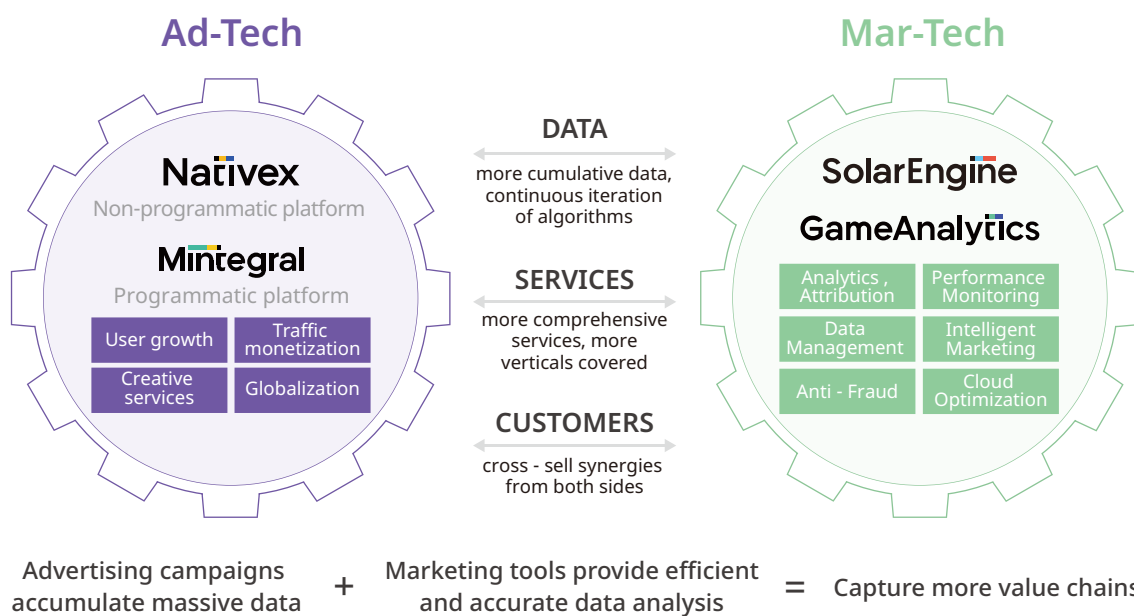 Ad-Tech
Nativex
Non-programmatic platform
Mintegral
Programmatic platform
User growth
Traffic
monetization
Creative
services
Globalization
DATA
more cumulative data,
continuous iteration
of algorithms
SERVICES
more comprehensive
services, more
verticals covered
CUSTOMERS
cross - sell synergies
from both sides
Mar-Tech
SolarEngine
GameAnalytics
Analytics ,
Attribution
Performance
Monitoring
Data
Management
Intelligent
Marketing
Anti - Fraud
Cloud
Optimization
Advertising campaigns
accumulate massive data
+
Marketing tools provide efficient
and accurate data analysis
=
Capture more value chains